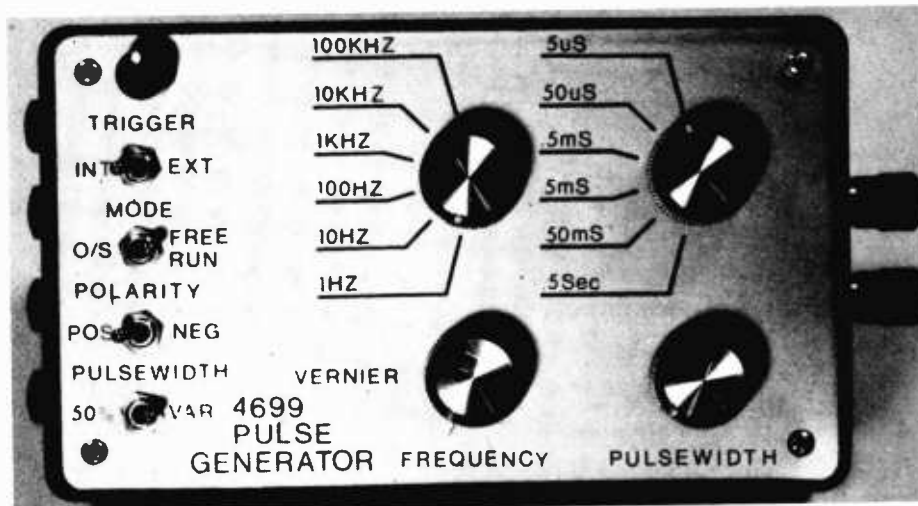 TRIGGER
INT EXT
MODE
O/S FREE
RUN
POLARITY
POS NEG
PULSEWIDTH
50 VAR
4699
PULSE
GENERATOR
100KHZ
10KHZ
1KHZ
100HZ
10HZ
1HZ
5uS
50uS
.5mS
5mS
50mS
.5Sec
VERNIER
FREQUENCY
PULSEWIDTH